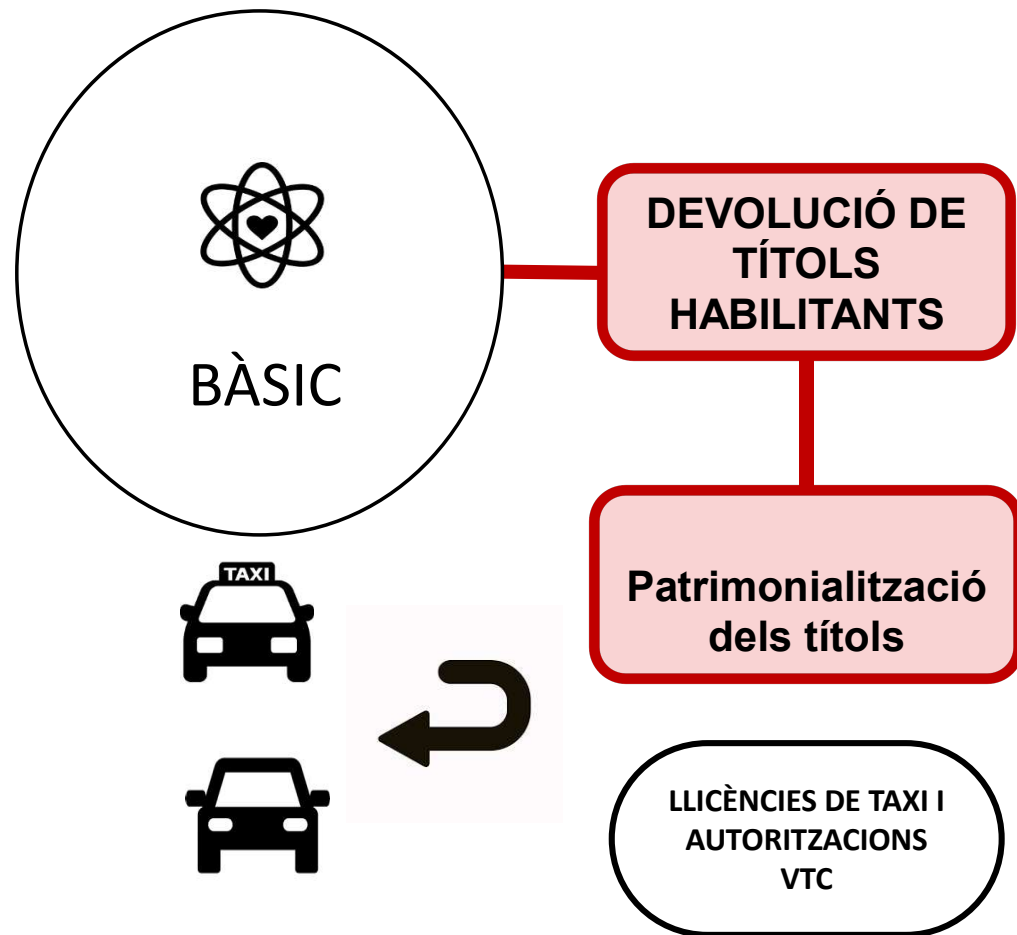 BÀSIC
DEVOLUCIÓ DE
TÍTOLS
HABILITANTS
Patrimonialització
dels títols
TAXI
LLICÈNCIES DE TAXI I
AUTORITZACIONS
VTC